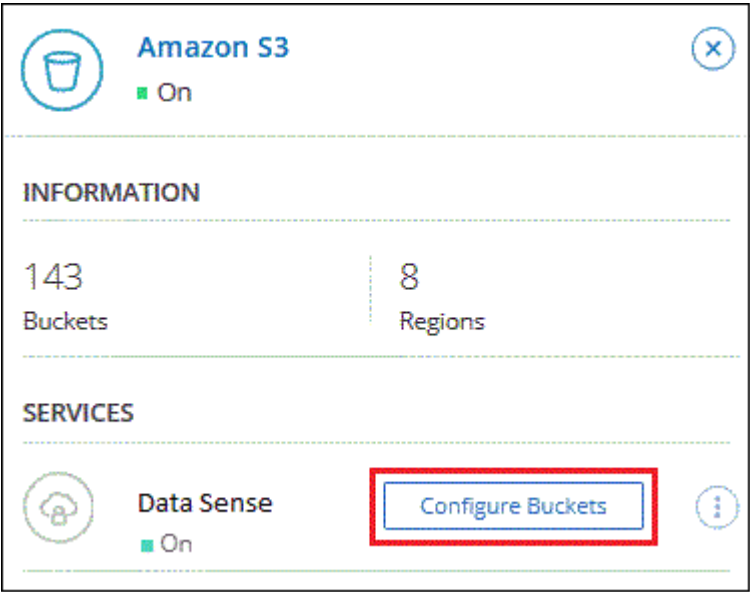 Amazon S3
On
INFORMATION
143
Buckets
8
Regions
SERVICES
Data Sense
On
Configure Buckets